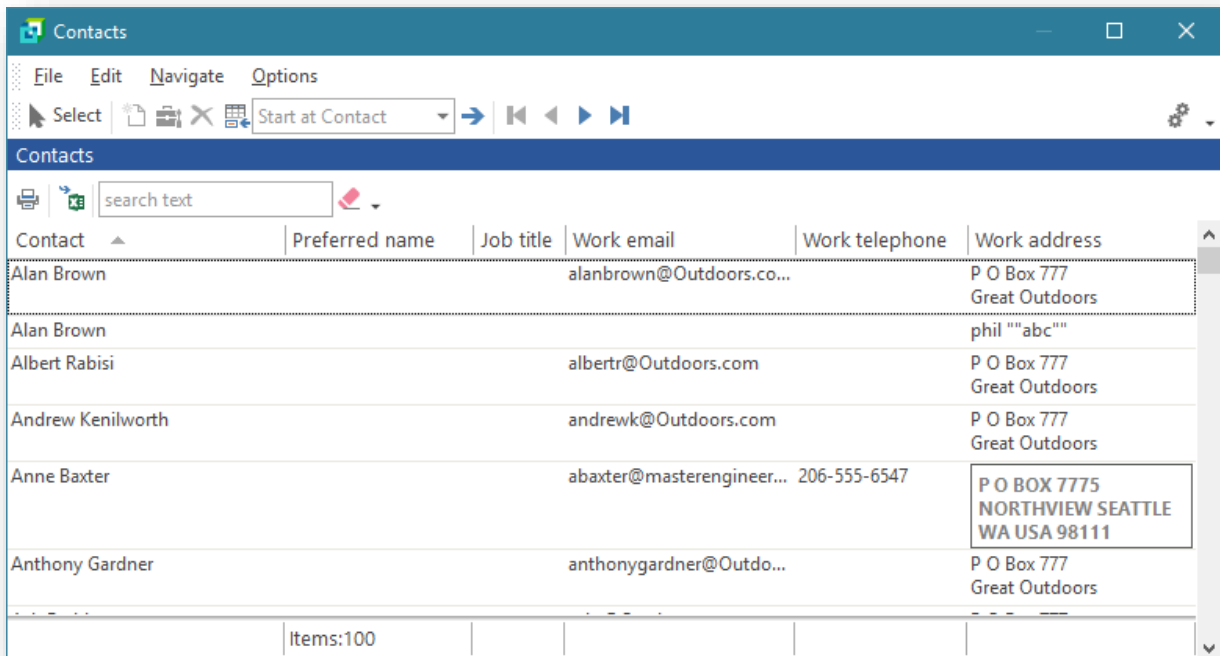 Contacts
File Edit Navigate Options
Select Start at Contact
Contacts
search text
Contact Preferred name Job title Work email Work telephone Work address
Alan Brown alanbrown@Outdoors.co... P O Box 777
Great Outdoors
Alan Brown phil ""abc""
Albert Rabisi albertr@Outdoors.com P O Box 777
Great Outdoors
Andrew Kenilworth andrewk@Outdoors.com P O Box 777
Great Outdoors
Anne Baxter abaxter@masterengineer... 206-555-6547 P O BOX 7775
NORTHVIEW SEATTLE
WA USA 98111
Anthony Gardner anthonygardner@Outdo... P O Box 777
Great Outdoors
Items:100